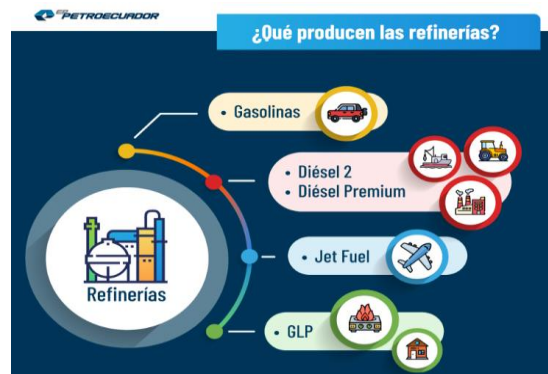 EP PETROECUADOR
¿Qué producen las refinerías?
• Gasolinas
• Diésel 2
• Diésel Premium
• Jet Fuel
• GLP
Refinerías